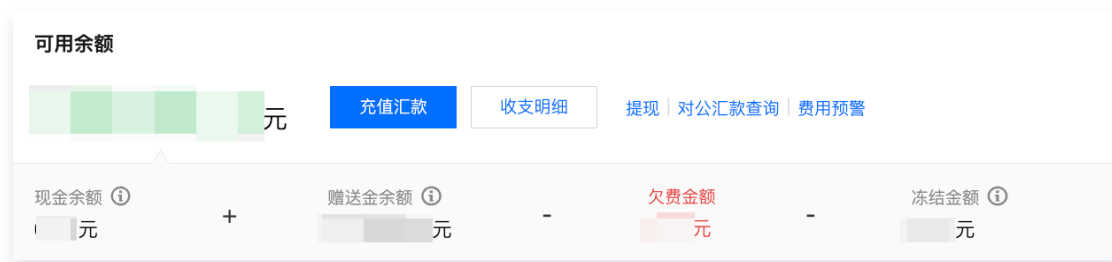 可用余额
元 充值汇款 收支明细 提现 对公汇款查询 费用预警
现金余额 赠送金余额 欠费金额 冻结金额
元 + 元 - 元 - 元